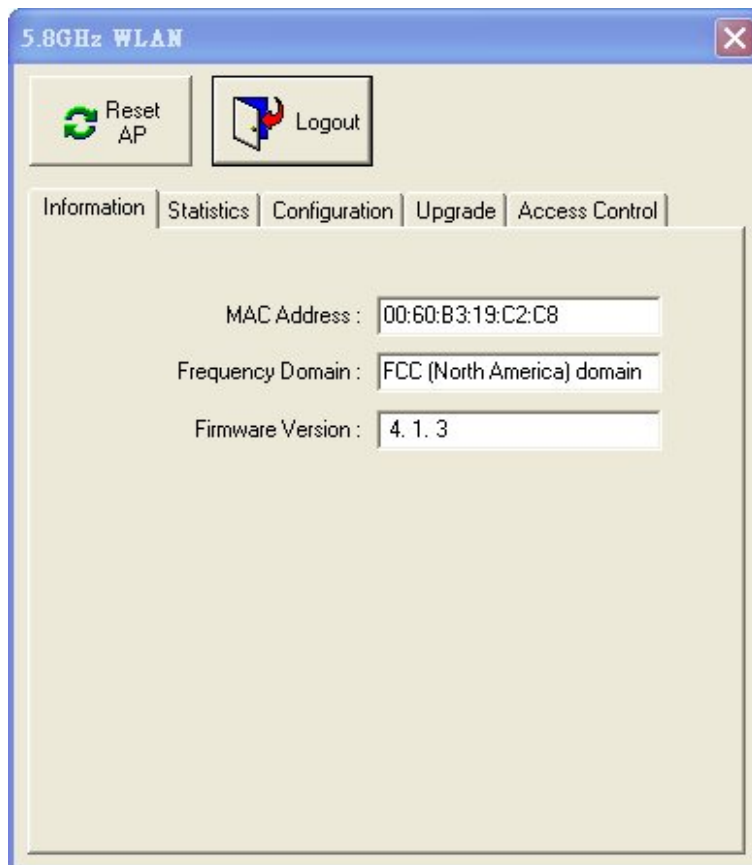 5.8GHz WLAN
Reset
AP
Logout
Information Statistics Configuration Upgrade Access Control
MAC Address : 00:60:B3:19:C2:C8
Frequency Domain : FCC (North America) domain
Firmware Version : 4. 1. 3